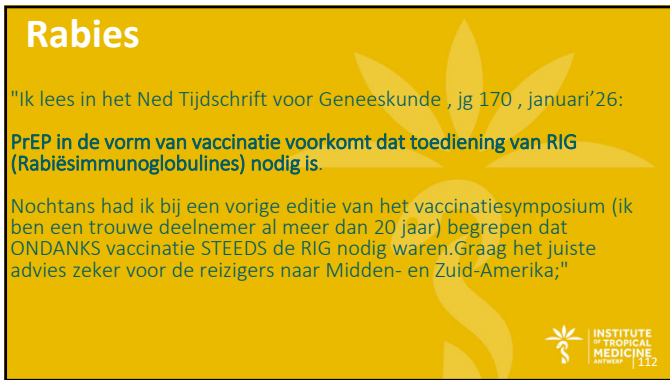 Rabies
"Ik lees in het Ned Tijdschrift voor Geneeskunde , jg 170 , januari’26:
PrEP in de vorm van vaccinatie voorkomt dat toediening van RIG
(Rabiësimmunoglobulines) nodig is.
Nochtans had ik bij een vorige editie van het vaccinatiesymposium (ik
ben een trouwe deelnemer al meer dan 20 jaar) begrepen dat
ONDANKS vaccinatie STEEDS de RIG nodig waren.Graag het juiste
advies zeker voor de reizigers naar Midden- en Zuid-Amerika;"
INSTITUTE
OF TROPICAL
MEDICINE
ANTWERP
112